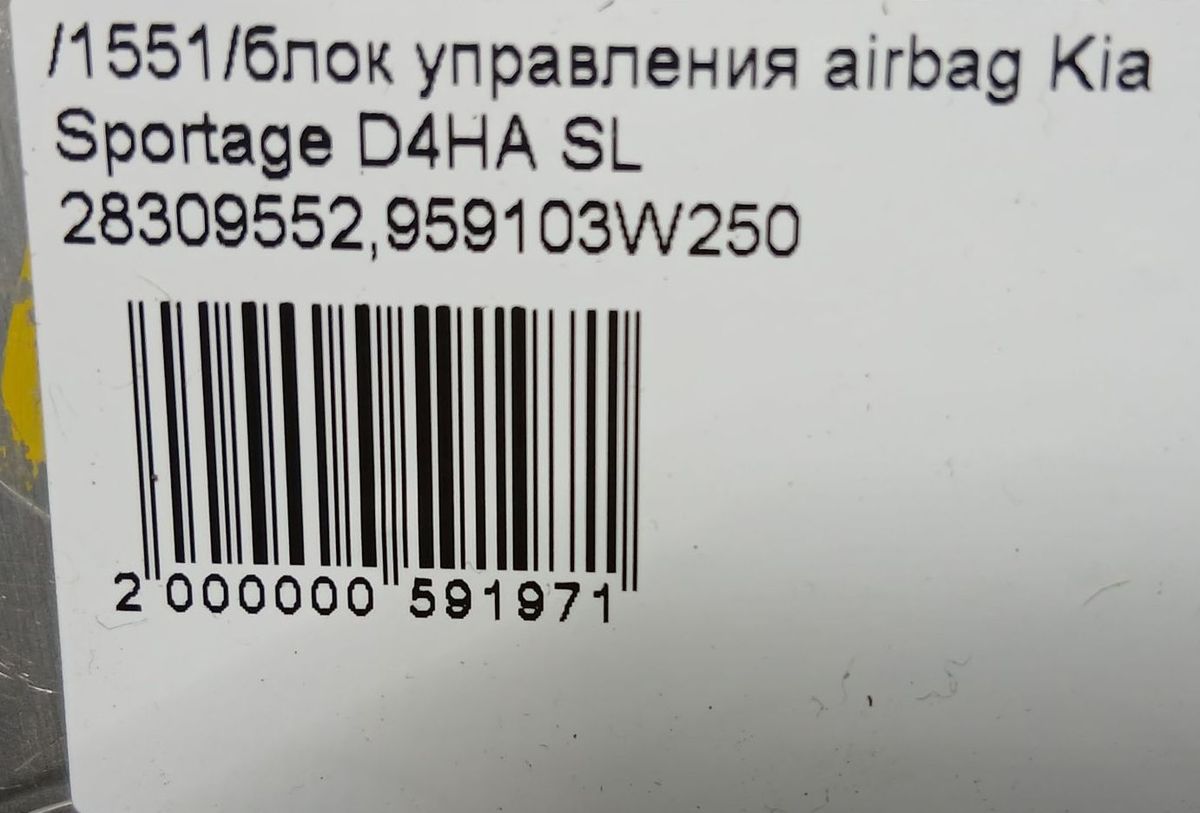 /1551/блок управления airbag Kia
Sportage D4HA SL
28309552,959103W250
2 000000 591971